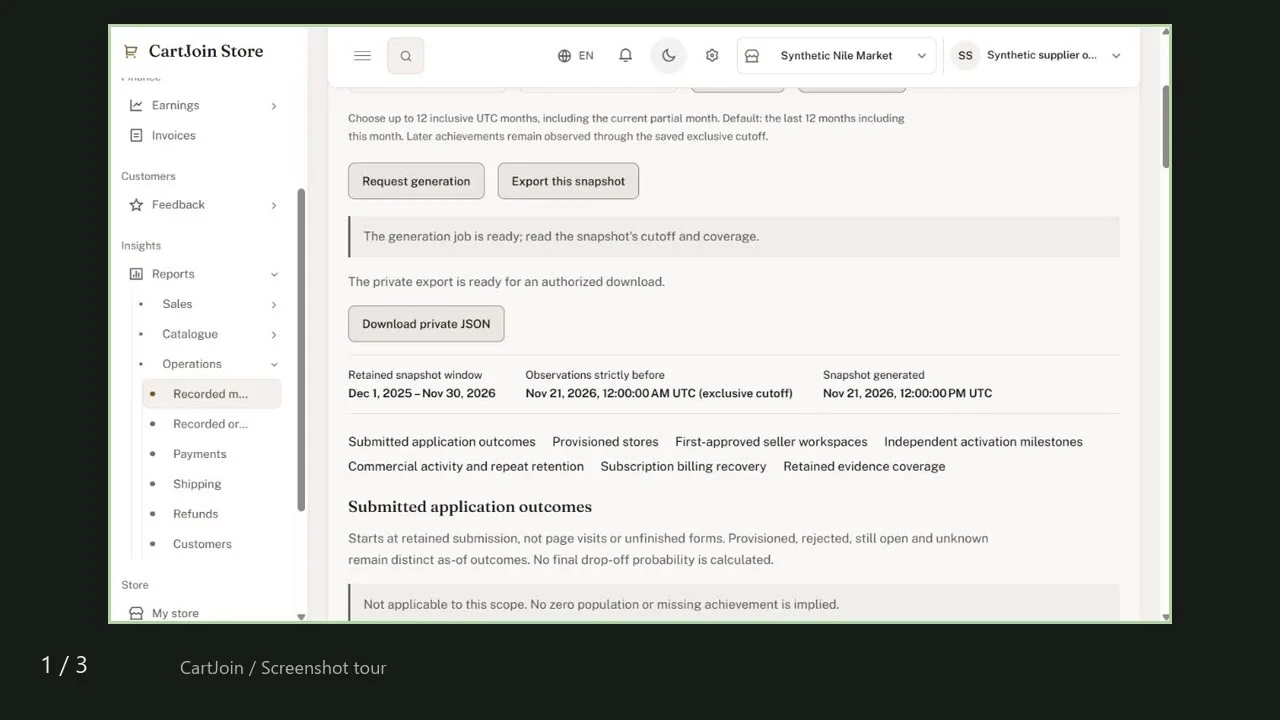 CartJoin Store
Finance
Earnings
Invoices
Customers
Feedback
Insights
Reports
Sales
Catalogue
Operations
Recorded m...
Recorded or...
Payments
Shipping
Refunds
Customers
Store
My store
EN
Synthetic Nile Market
SS
Synthetic supplier o...
Choose up to 12 inclusive UTC months, including the current partial month. Default: the last 12 months including
this month. Later achievements remain observed through the saved exclusive cutoff.
Request generation
Export this snapshot
The generation job is ready; read the snapshot's cutoff and coverage.
The private export is ready for an authorized download.
Download private JSON
Retained snapshot window
Dec 1, 2025 – Nov 30, 2026
Observations strictly before
Nov 21, 2026, 12:00:00 AM UTC (exclusive cutoff)
Snapshot generated
Nov 21, 2026, 12:00:00 PM UTC
Submitted application outcomes Provisioned stores First-approved seller workspaces Independent activation milestones
Commercial activity and repeat retention Subscription billing recovery Retained evidence coverage
Submitted application outcomes
Starts at retained submission, not page visits or unfinished forms. Provisioned, rejected, still open and unknown
remain distinct as-of outcomes. No final drop-off probability is calculated.
Not applicable to this scope. No zero population or missing achievement is implied.
1 / 3
CartJoin / Screenshot tour